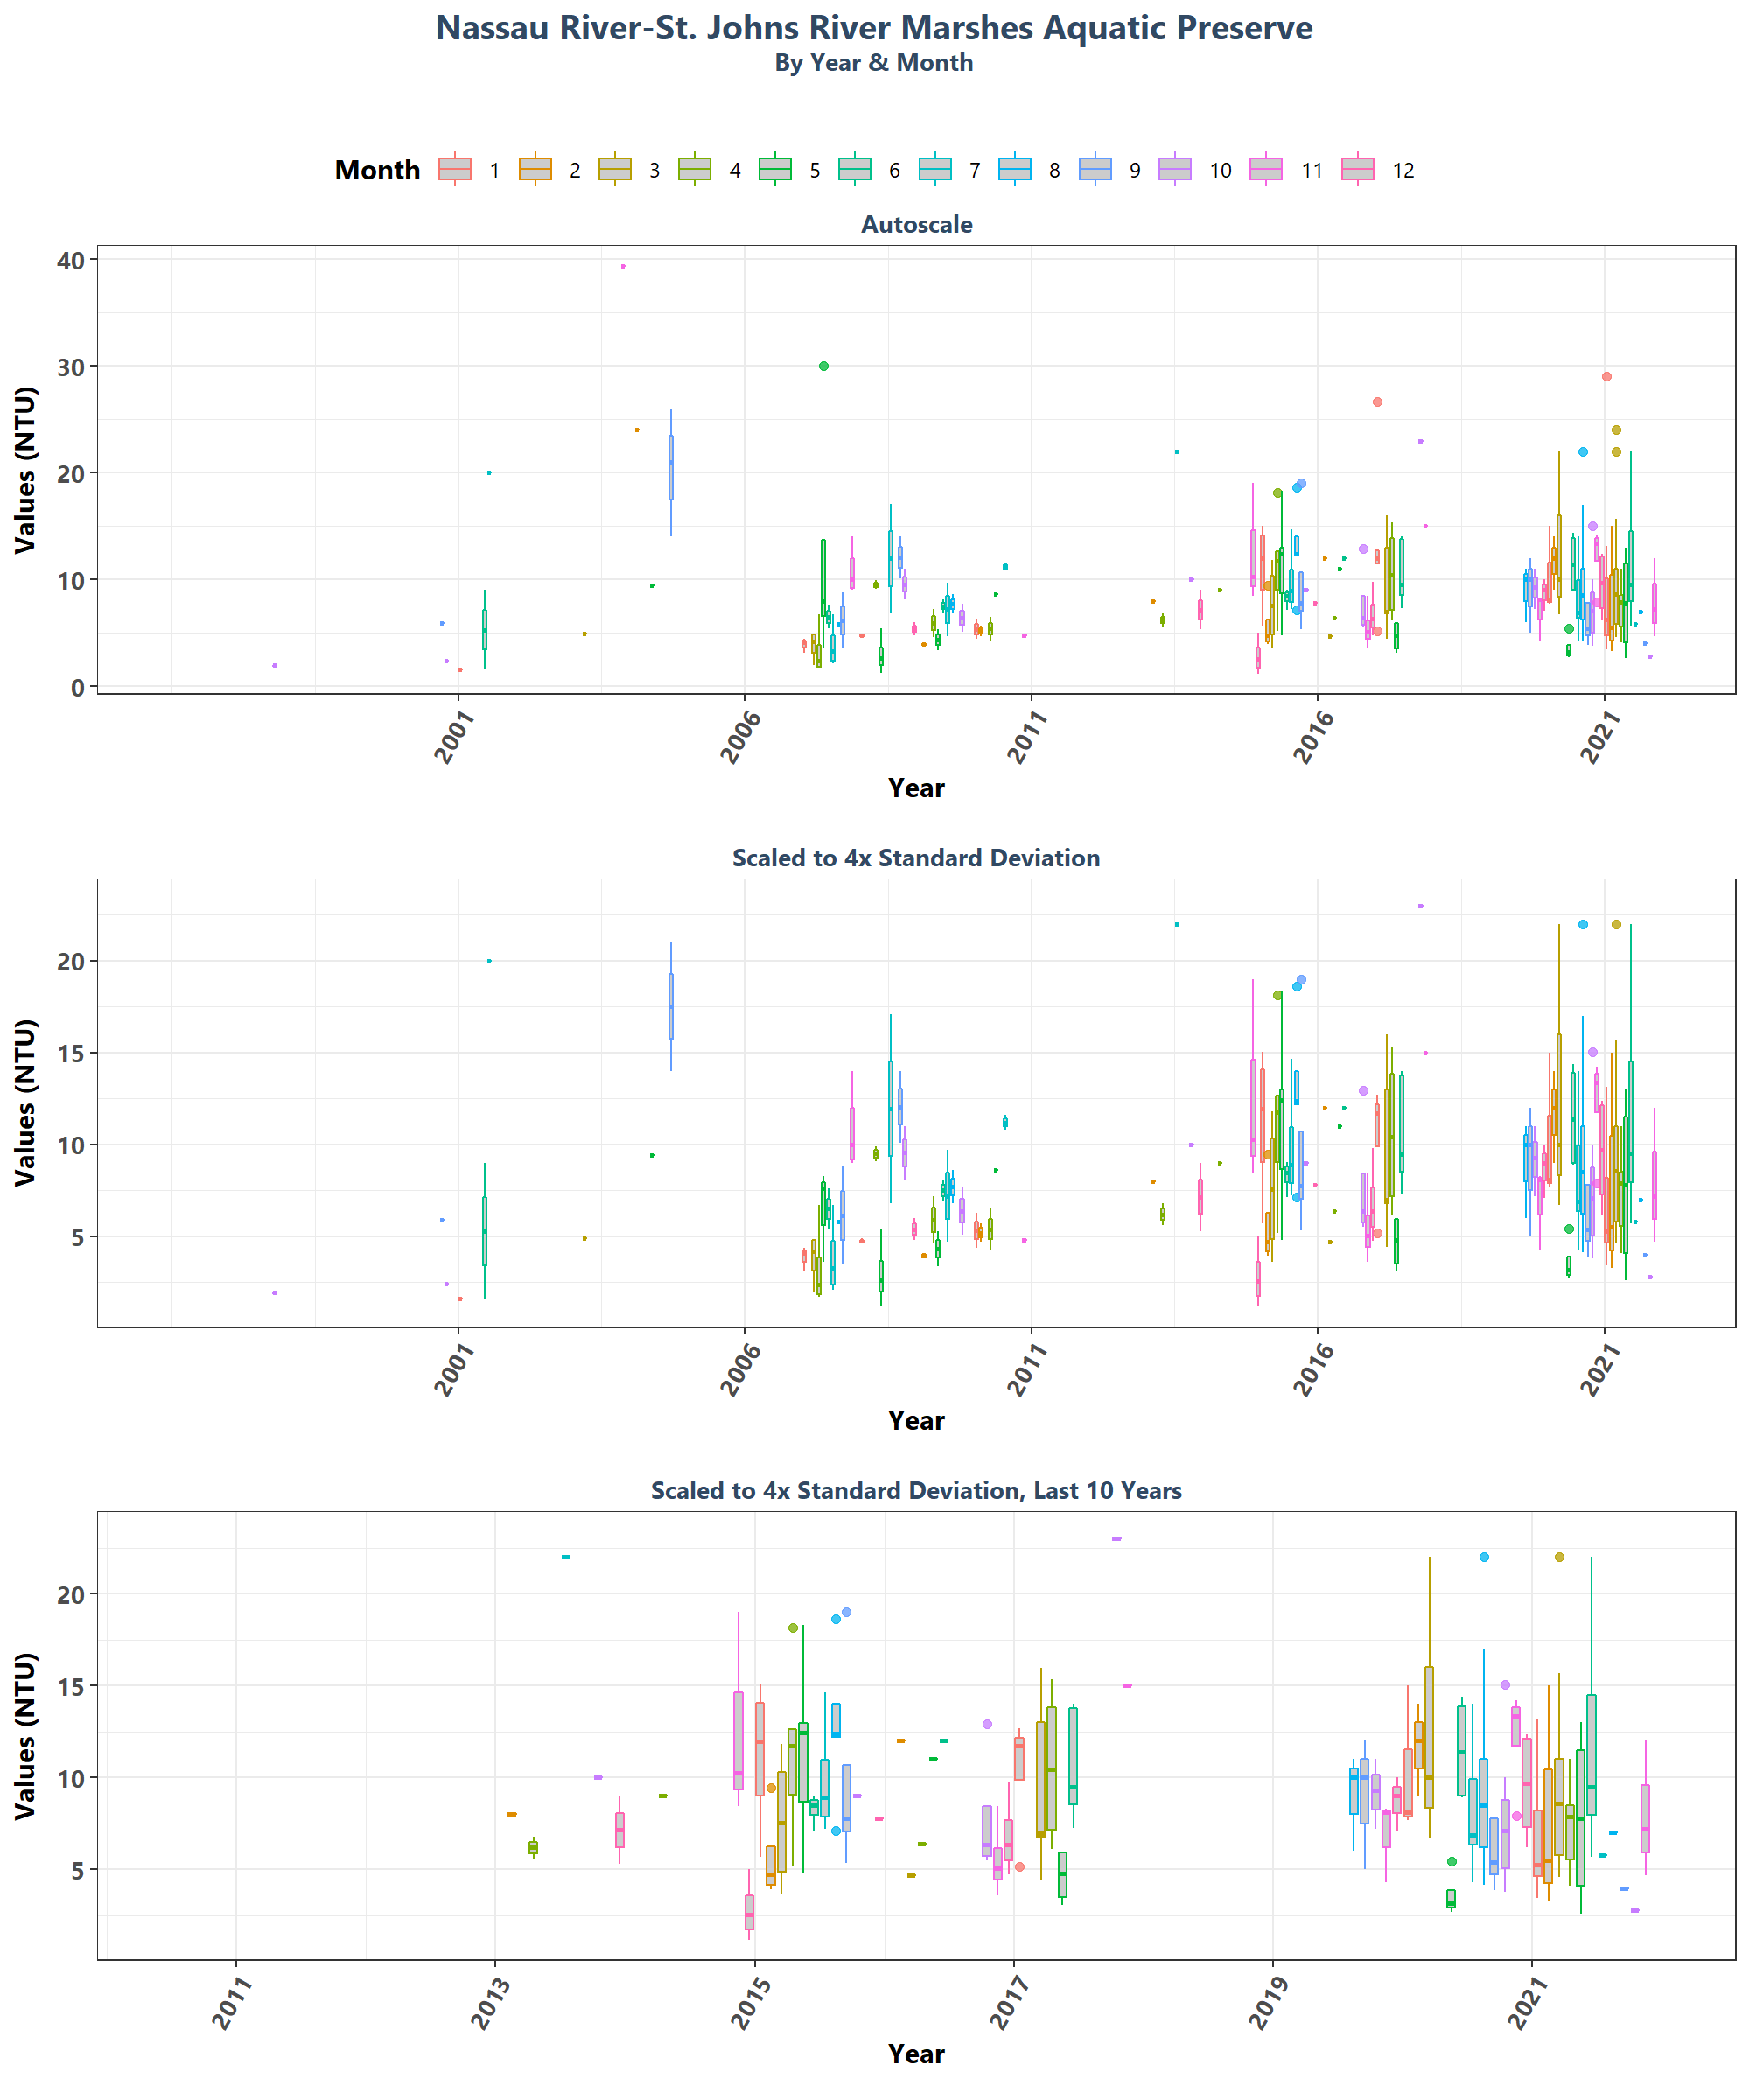 Nassau River-St. Johns River Marshes Aquatic Preserve
By Year & Month
Month 1 2 3 4 5 6 7 8 9 10 11 12
Autoscale
Values (NTU)
40
30
20
10
0
2001 2006 2011 2016 2021
Year
Scaled to 4x Standard Deviation
Values (NTU)
20
15
10
5
2001 2006 2011 2016 2021
Year
Scaled to 4x Standard Deviation, Last 10 Years
Values (NTU)
20
15
10
5
2011 2013 2015 2017 2019 2021
Year